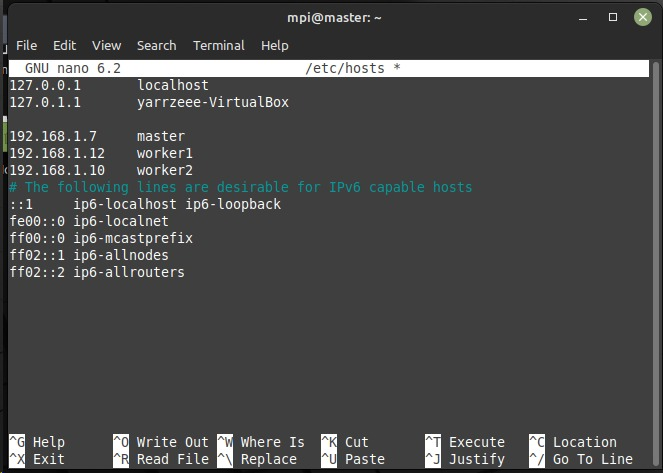 mpi@master: ~
File Edit View Search Terminal Help
GNU nano 6.2 /etc/hosts *
127.0.0.1 localhost
127.0.1.1 yarrzeee-VirtualBox
192.168.1.7 master
192.168.1.12 worker1
192.168.1.10 worker2
# The following lines are desirable for IPv6 capable hosts
::1 ip6-localhost ip6-loopback
fe00::0 ip6-localnet
ff00::0 ip6-mcastprefix
ff02::1 ip6-allnodes
ff02::2 ip6-allrouters
^G Help ^O Write Out ^W Where Is ^K Cut ^T Execute ^C Location
^X Exit ^R Read File ^\ Replace ^U Paste ^J Justify ^/ Go To Line